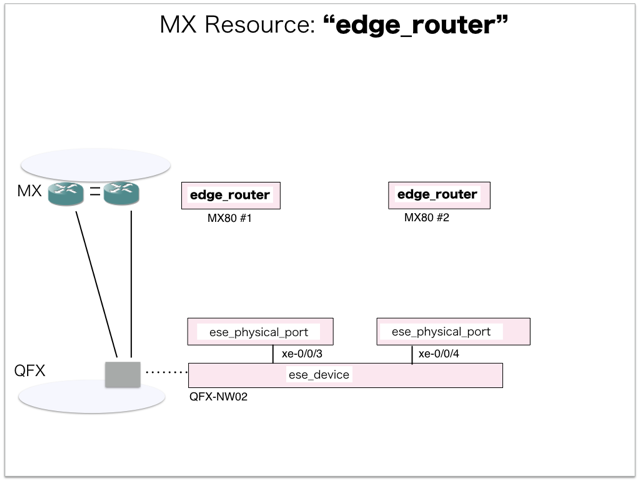 MX Resource: “edge_router”
MX
edge_router
edge_router
MX80 #1
MX80 #2
ese_physical_port
ese_physical_port
xe-0/0/3
xe-0/0/4
QFX
ese_device
QFX-NW02